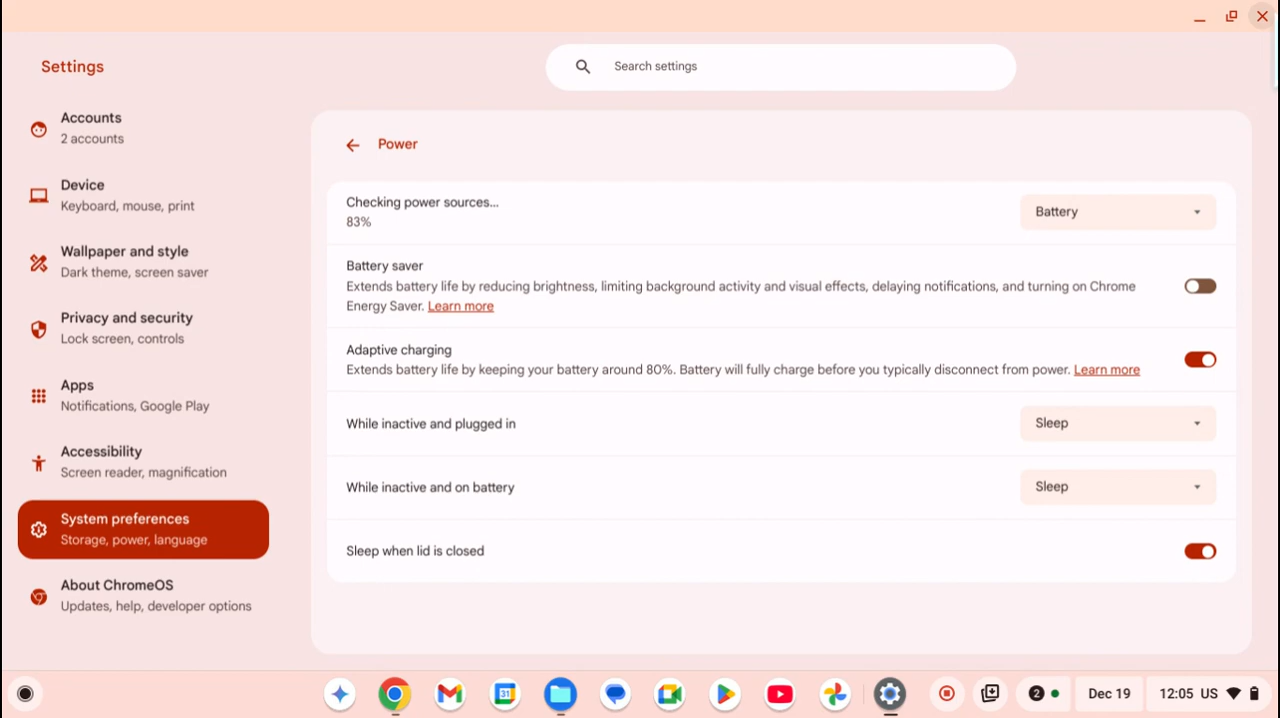 Settings
Search settings
Accounts
2 accounts
Device
Keyboard, mouse, print
Wallpaper and style
Dark theme, screen saver
Privacy and security
Lock screen, controls
Apps
Notifications, Google Play
Accessibility
Screen reader, magnification
System preferences
Storage, power, language
About ChromeOS
Updates, help, developer options
Power
Checking power sources...
83%
Battery
Battery saver
Extends battery life by reducing brightness, limiting background activity and visual effects, delaying notifications, and turning on Chrome
Energy Saver. Learn more
Adaptive charging
Extends battery life by keeping your battery around 80%. Battery will fully charge before you typically disconnect from power. Learn more
While inactive and plugged in
Sleep
While inactive and on battery
Sleep
Sleep when lid is closed
31
2
Dec 19
12:05 US